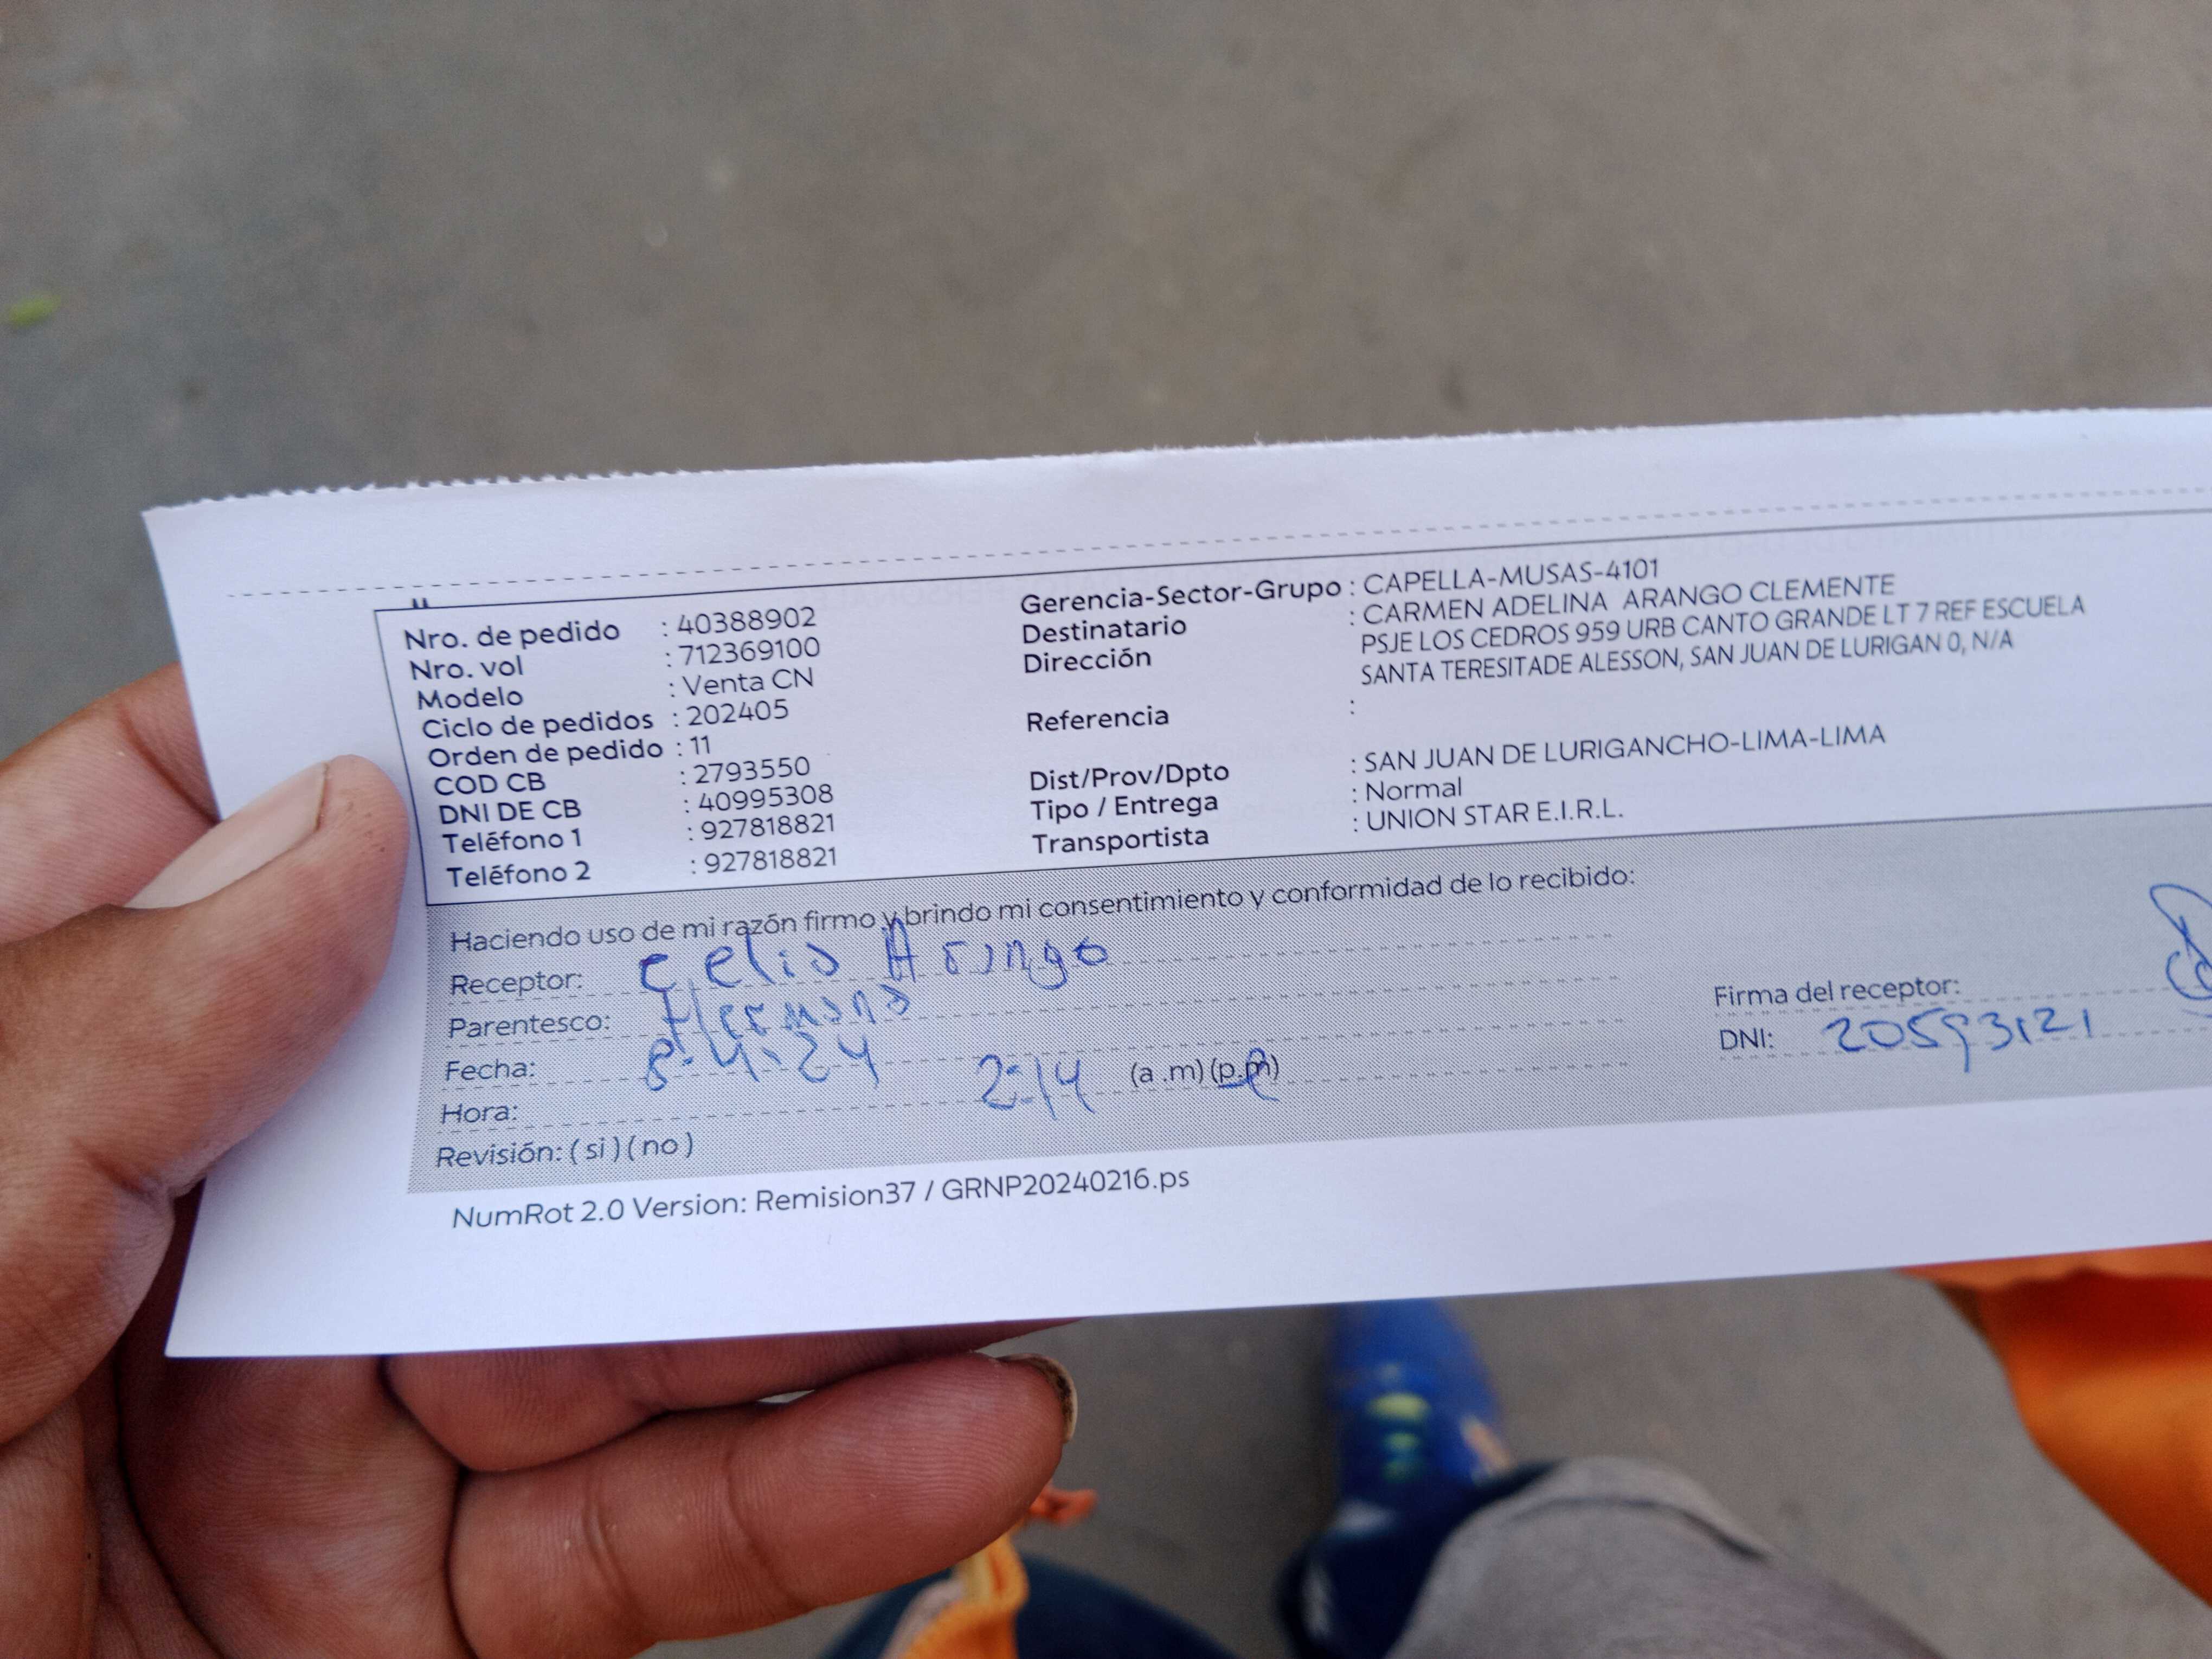 Nro. de pedido : 40388902
Nro. vol : 712369100
Modelo : Venta CN
Ciclo de pedidos : 202405
Orden de pedido : 11
COD CB : 2793550
DNI DE CB : 40995308
Teléfono 1 : 927818821
Teléfono 2 : 927818821
Gerencia-Sector-Grupo : CAPELLA-MUSAS-4101
Destinatario : CARMEN ADELINA ARANGO CLEMENTE
Dirección PSJE LOS CEDROS 959 URB CANTO GRANDE LT 7 REF ESCUELA
SANTA TERESITADE ALESSON, SAN JUAN DE LURIGAN 0, N/A
Referencia :
Dist/Prov/Dpto : SAN JUAN DE LURIGANCHO-LIMA-LIMA
Tipo / Entrega : Normal
Transportista : UNION STAR E.I.R.L.
Haciendo uso de mi razón firmo y brindo mi consentimiento y conformidad de lo recibido:
Receptor: Celia Arango
Parentesco: Hermana
Fecha: 8-4-24
Hora: 2:14 (a .m) (p.m)
Revisión: ( si ) ( no )
Firma del receptor:
DNI: 20593121
NumRot 2.0 Version: Remision37 / GRNP20240216.ps